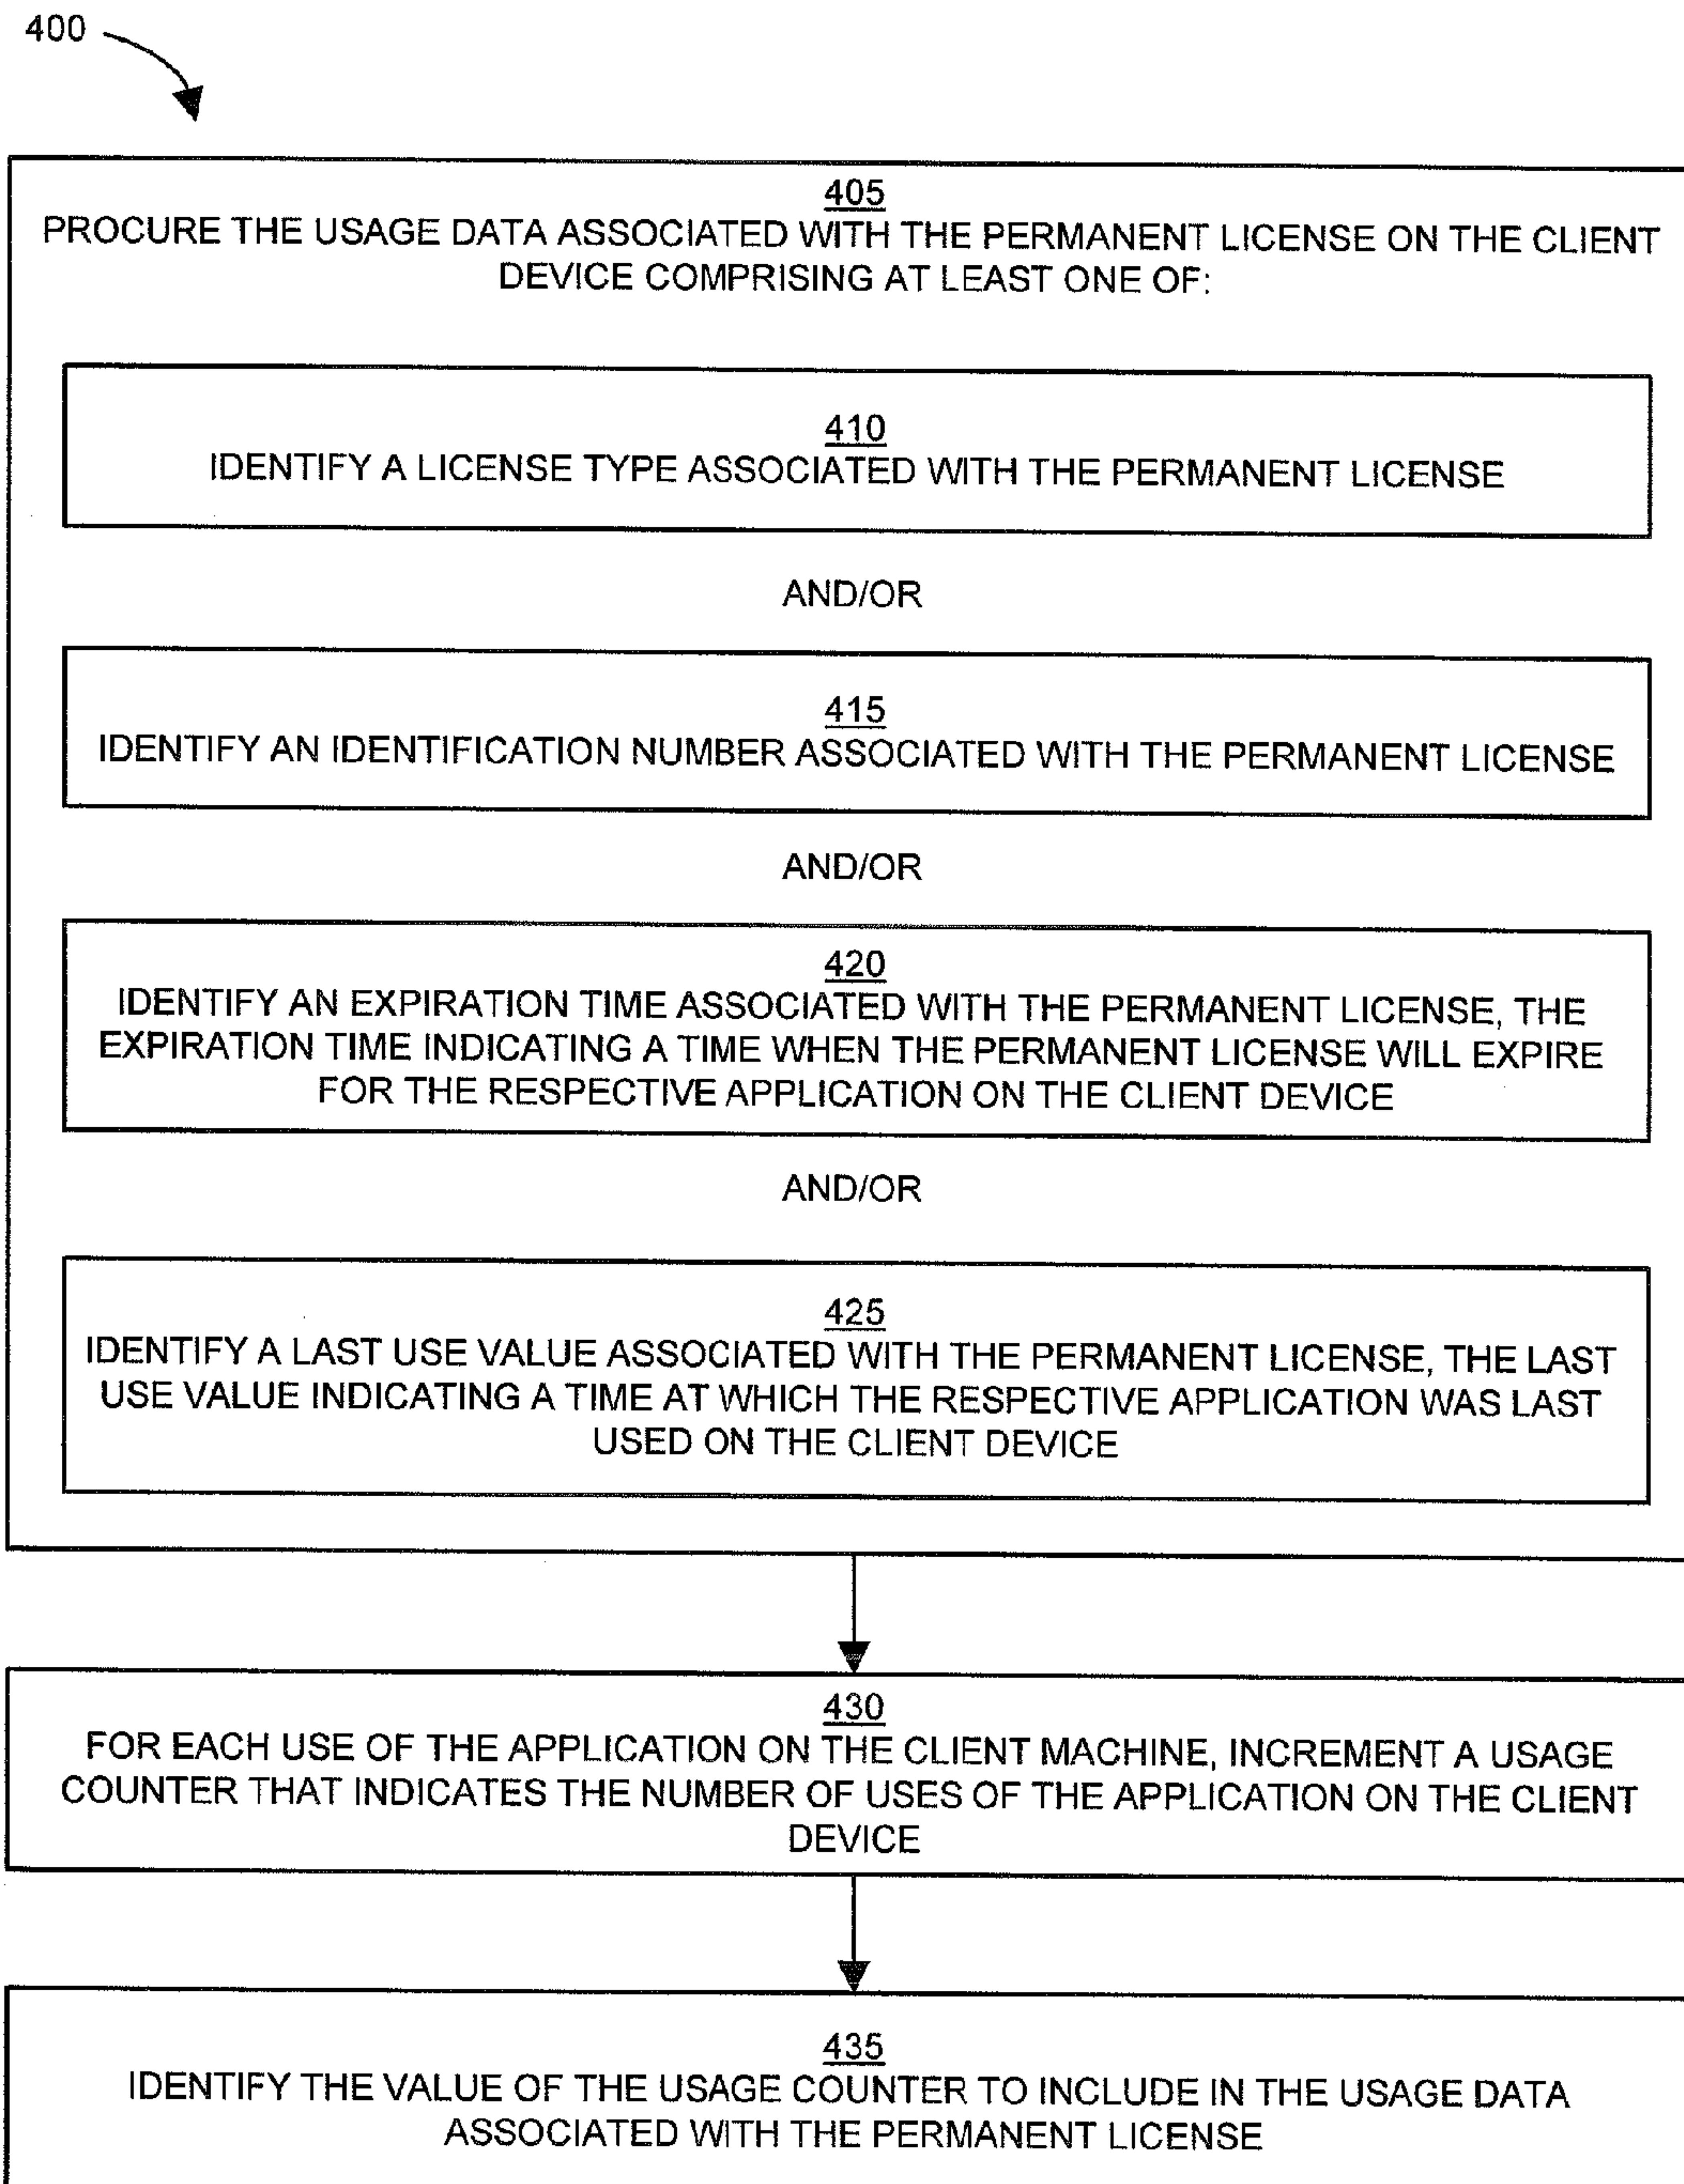 400
405
PROCURE THE USAGE DATA ASSOCIATED WITH THE PERMANENT LICENSE ON THE CLIENT
DEVICE COMPRISING AT LEAST ONE OF:
410
IDENTIFY A LICENSE TYPE ASSOCIATED WITH THE PERMANENT LICENSE
AND/OR
415
IDENTIFY AN IDENTIFICATION NUMBER ASSOCIATED WITH THE PERMANENT LICENSE
AND/OR
420
IDENTIFY AN EXPIRATION TIME ASSOCIATED WITH THE PERMANENT LICENSE, THE
EXPIRATION TIME INDICATING A TIME WHEN THE PERMANENT LICENSE WILL EXPIRE
FOR THE RESPECTIVE APPLICATION ON THE CLIENT DEVICE
AND/OR
425
IDENTIFY A LAST USE VALUE ASSOCIATED WITH THE PERMANENT LICENSE, THE LAST
USE VALUE INDICATING A TIME AT WHICH THE RESPECTIVE APPLICATION WAS LAST
USED ON THE CLIENT DEVICE
430
FOR EACH USE OF THE APPLICATION ON THE CLIENT MACHINE, INCREMENT A USAGE
COUNTER THAT INDICATES THE NUMBER OF USES OF THE APPLICATION ON THE CLIENT
DEVICE
435
IDENTIFY THE VALUE OF THE USAGE COUNTER TO INCLUDE IN THE USAGE DATA
ASSOCIATED WITH THE PERMANENT LICENSE